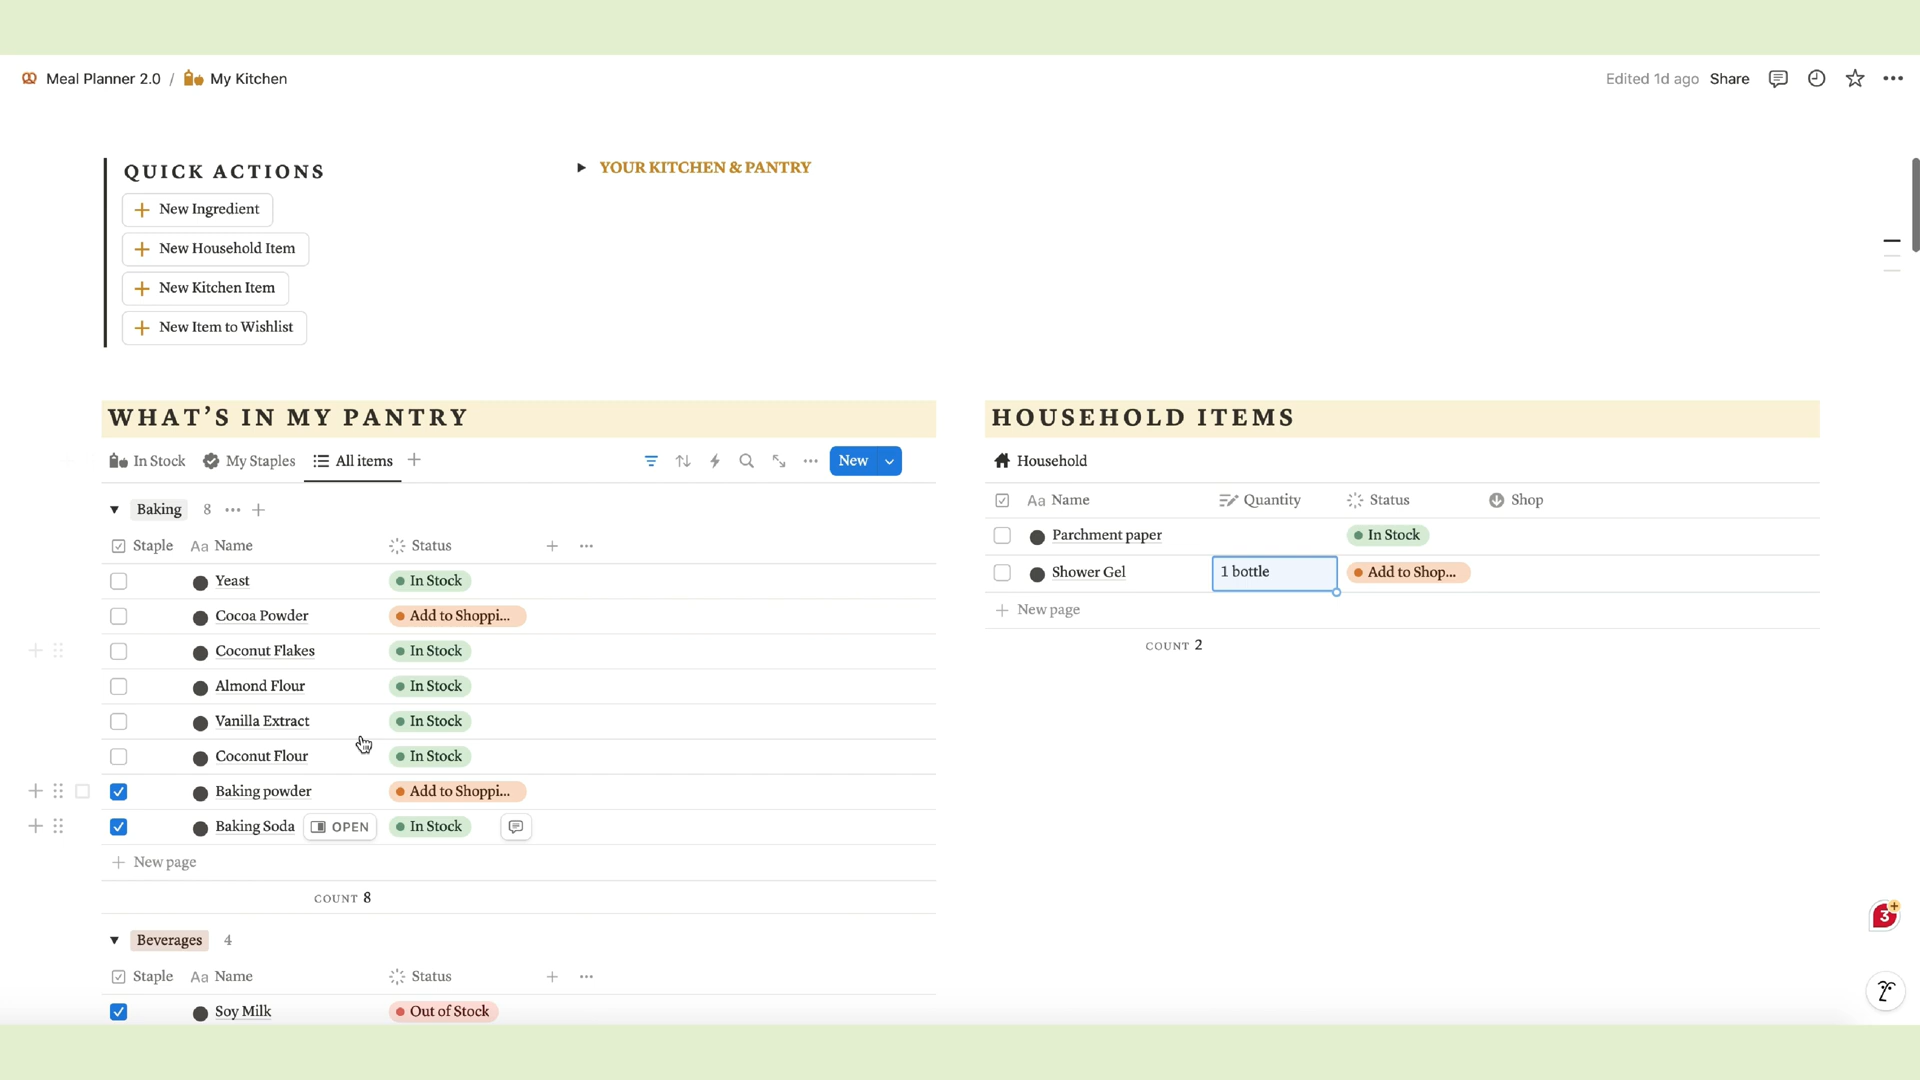 Meal Planner 2.0 / My Kitchen
Edited 1d ago Share
QUICK ACTIONS
New Ingredient
New Household Item
New Kitchen Item
New Item to Wishlist
YOUR KITCHEN & PANTRY
WHAT'S IN MY PANTRY
In Stock My Staples All items
New
Baking 8
Staple Aa Name Status
Yeast In Stock
Cocoa Powder Add to Shoppi...
Coconut Flakes In Stock
Almond Flour In Stock
Vanilla Extract In Stock
Coconut Flour In Stock
Baking powder Add to Shoppi...
Baking Soda OPEN In Stock
New page
COUNT 8
Beverages 4
Staple Aa Name Status
Soy Milk Out of Stock
HOUSEHOLD ITEMS
Household
Aa Name Quantity Status Shop
Parchment paper In Stock
Shower Gel 1 bottle Add to Shop...
New page
COUNT 2
3